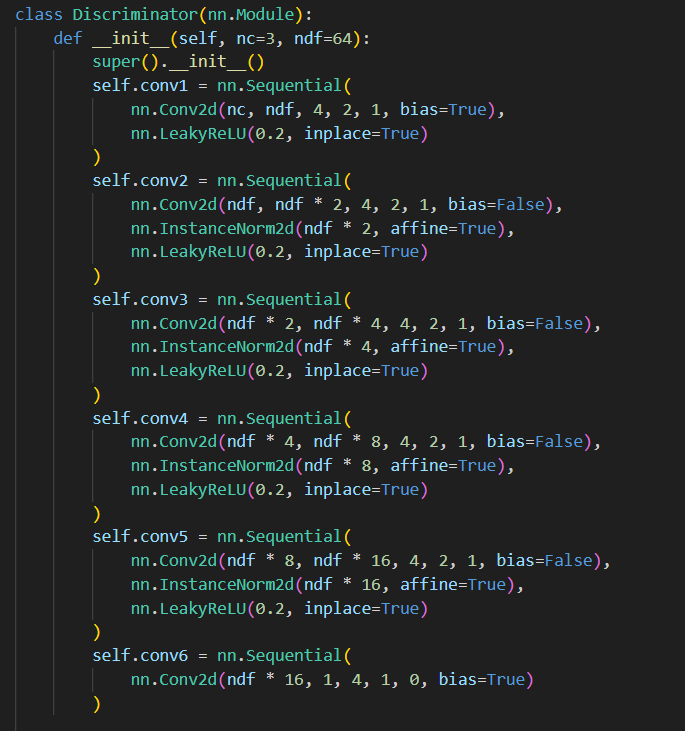 class Discriminator(nn.Module):
    def __init__(self, nc=3, ndf=64):
        super().__init__()
        self.conv1 = nn.Sequential(
            nn.Conv2d(nc, ndf, 4, 2, 1, bias=True),
            nn.LeakyReLU(0.2, inplace=True)
        )
        self.conv2 = nn.Sequential(
            nn.Conv2d(ndf, ndf * 2, 4, 2, 1, bias=False),
            nn.InstanceNorm2d(ndf * 2, affine=True),
            nn.LeakyReLU(0.2, inplace=True)
        )
        self.conv3 = nn.Sequential(
            nn.Conv2d(ndf * 2, ndf * 4, 4, 2, 1, bias=False),
            nn.InstanceNorm2d(ndf * 4, affine=True),
            nn.LeakyReLU(0.2, inplace=True)
        )
        self.conv4 = nn.Sequential(
            nn.Conv2d(ndf * 4, ndf * 8, 4, 2, 1, bias=False),
            nn.InstanceNorm2d(ndf * 8, affine=True),
            nn.LeakyReLU(0.2, inplace=True)
        )
        self.conv5 = nn.Sequential(
            nn.Conv2d(ndf * 8, ndf * 16, 4, 2, 1, bias=False),
            nn.InstanceNorm2d(ndf * 16, affine=True),
            nn.LeakyReLU(0.2, inplace=True)
        )
        self.conv6 = nn.Sequential(
            nn.Conv2d(ndf * 16, 1, 4, 1, 0, bias=True)
        )